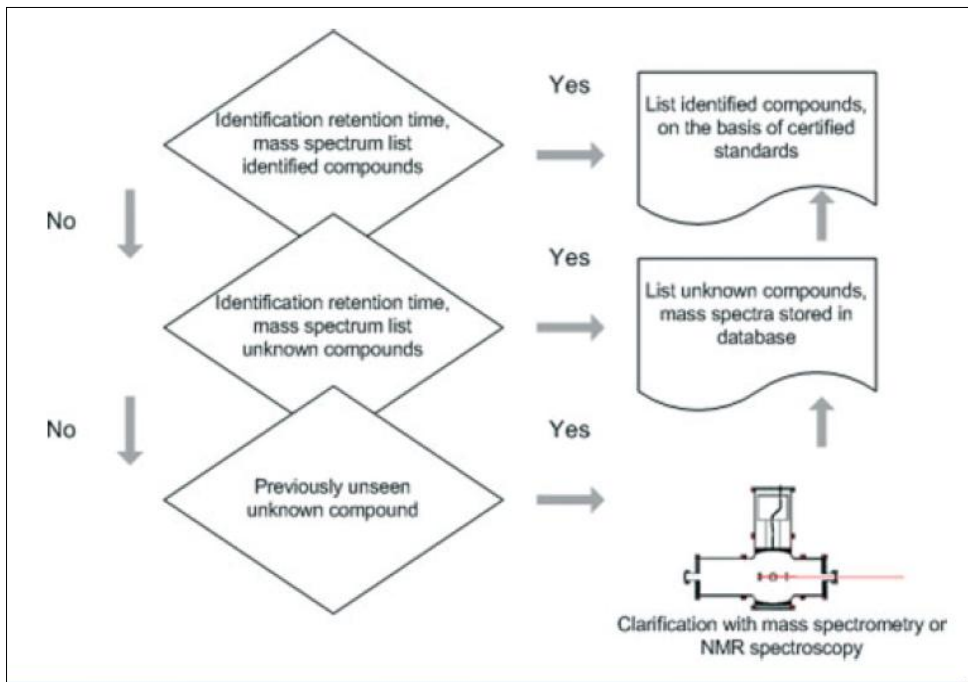 Identification retention time,
mass spectrum list
identified compounds
Yes
List identified compounds,
on the basis of certified
standards
No
Identification retention time,
mass spectrum list
unknown compounds
Yes
List unknown compounds,
mass spectra stored in
database
No
Previously unseen
unknown compound
Yes
Clarification with mass spectrometry or
NMR spectroscopy